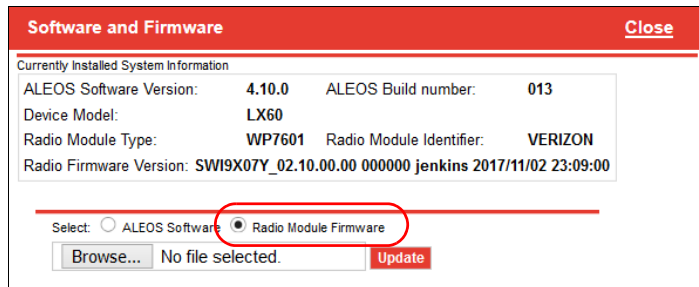 Software and Firmware Close
Currently Installed System Information
ALEOS Software Version: 4.10.0 ALEOS Build number: 013
Device Model: LX60
Radio Module Type: WP7601 Radio Module Identifier: VERIZON
Radio Firmware Version: SWI9X07Y_02.10.00.00 000000 jenkins 2017/11/02 23:09:00
Select: ALEOS Software Radio Module Firmware
Browse... No file selected. Update